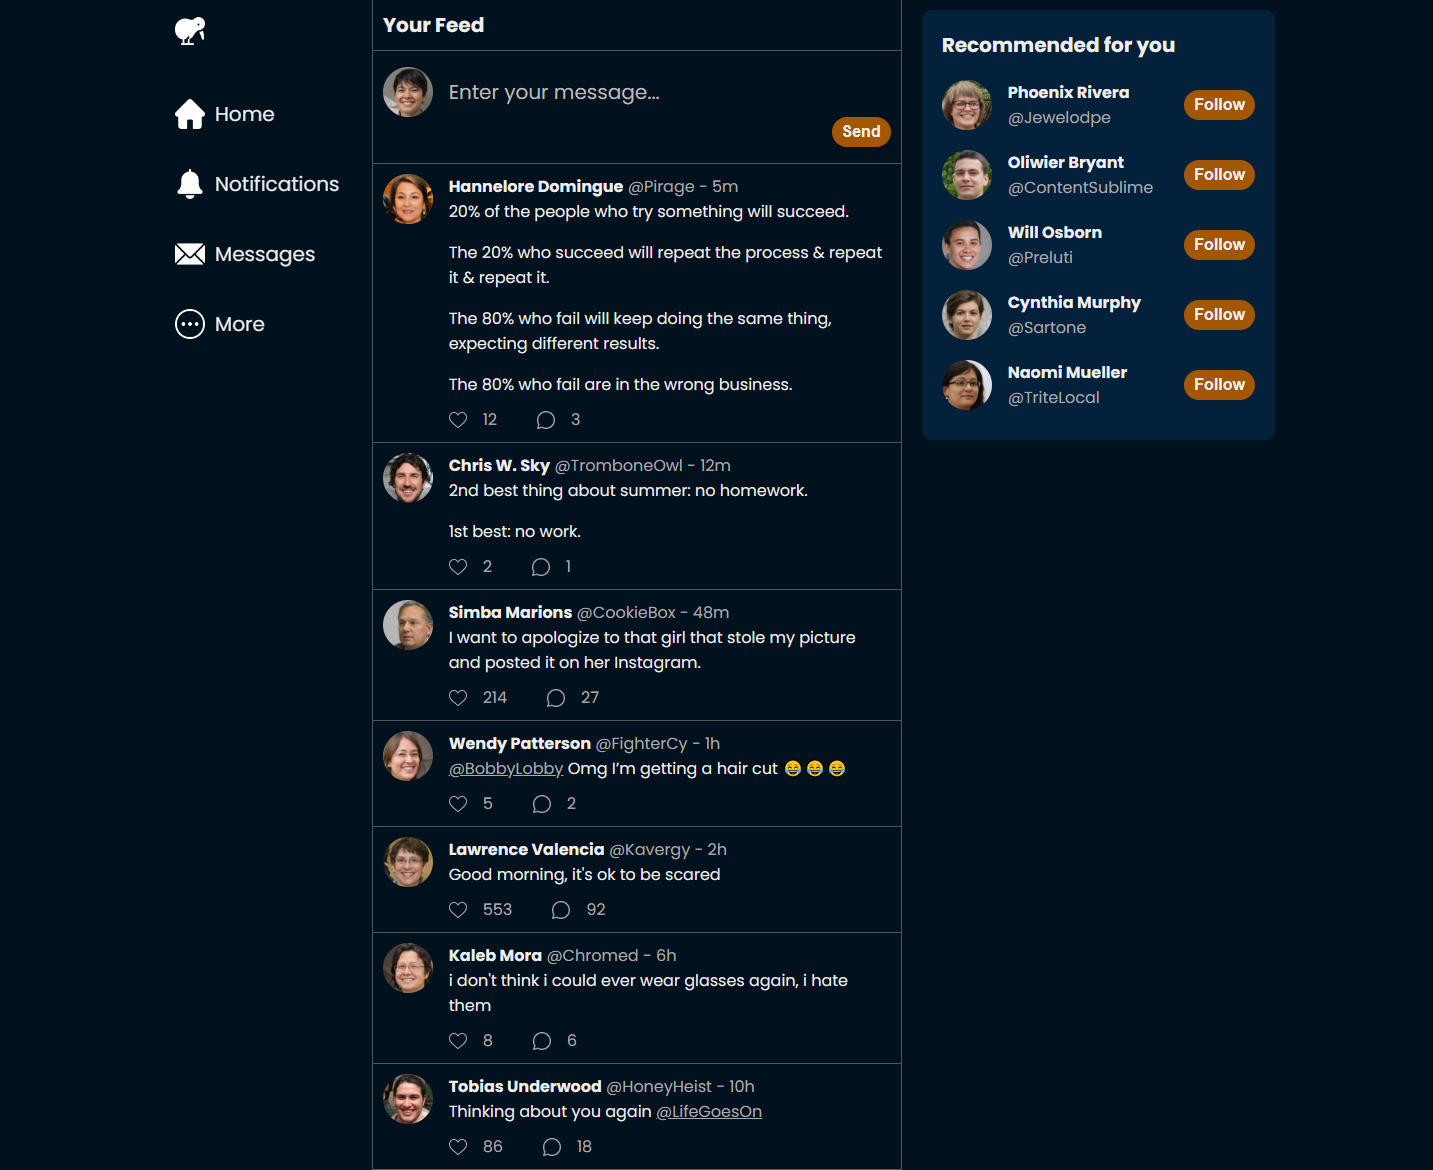 Home
Notifications
Messages
More
Your Feed
Enter your message...
Send
Hannelore Domingue @Pirage - 5m
20% of the people who try something will succeed.
The 20% who succeed will repeat the process & repeat
it & repeat it.
The 80% who fail will keep doing the same thing,
expecting different results.
The 80% who fail are in the wrong business.
12 3
Chris W. Sky @TromboneOwl - 12m
2nd best thing about summer: no homework.
1st best: no work.
2 1
Simba Marions @CookieBox - 48m
I want to apologize to that girl that stole my picture
and posted it on her Instagram.
214 27
Wendy Patterson @FighterCy - 1h
@BobbyLobby Omg I’m getting a hair cut 😂 😂 😂
5 2
Lawrence Valencia @Kavergy - 2h
Good morning, it's ok to be scared
553 92
Kaleb Mora @Chromed - 6h
i don't think i could ever wear glasses again, i hate
them
8 6
Tobias Underwood @HoneyHeist - 10h
Thinking about you again @LifeGoesOn
86 18
Recommended for you
Phoenix Rivera
@Jewelodpe
Follow
Oliwier Bryant
@ContentSublime
Follow
Will Osborn
@Preluti
Follow
Cynthia Murphy
@Sartone
Follow
Naomi Mueller
@TriteLocal
Follow